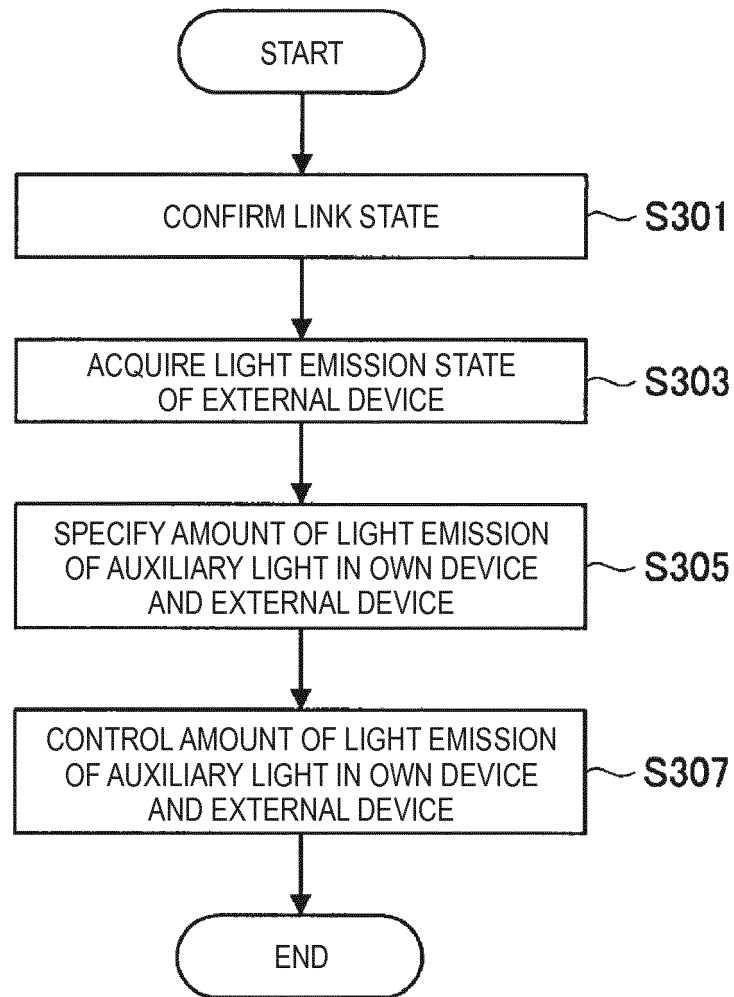 START
CONFIRM LINK STATE
S301
ACQUIRE LIGHT EMISSION STATE
OF EXTERNAL DEVICE
S303
SPECIFY AMOUNT OF LIGHT EMISSION
OF AUXILIARY LIGHT IN OWN DEVICE
AND EXTERNAL DEVICE
S305
CONTROL AMOUNT OF LIGHT EMISSION
OF AUXILIARY LIGHT IN OWN DEVICE
AND EXTERNAL DEVICE
S307
END